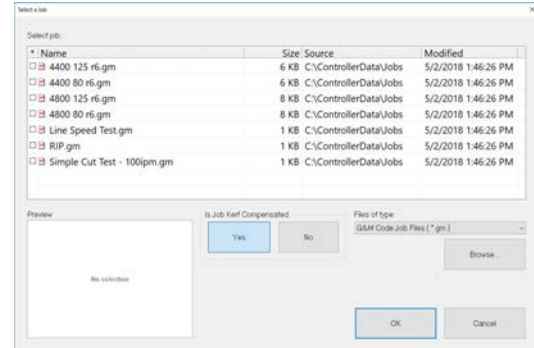 Select a Job
Select job:
* Name Size Source Modified
4400 125 r6.gm 6 KB C:\ControllerData\Jobs 5/2/2018 1:46:26 PM
4400 80 r6.gm 6 KB C:\ControllerData\Jobs 5/2/2018 1:46:26 PM
4800 125 r6.gm 8 KB C:\ControllerData\Jobs 5/2/2018 1:46:26 PM
4800 80 r6.gm 8 KB C:\ControllerData\Jobs 5/2/2018 1:46:26 PM
Line Speed Test.gm 1 KB C:\ControllerData\Jobs 5/2/2018 1:46:26 PM
RIP.gm 1 KB C:\ControllerData\Jobs 5/2/2018 1:46:26 PM
Simple Cut Test - 100ipm.gm 1 KB C:\ControllerData\Jobs 5/2/2018 1:46:26 PM
Preview Is Job Kerf Compensated Files of type:
Yes No G&M Code Job Files ( *.gm )
Browse...
No selection
OK Cancel